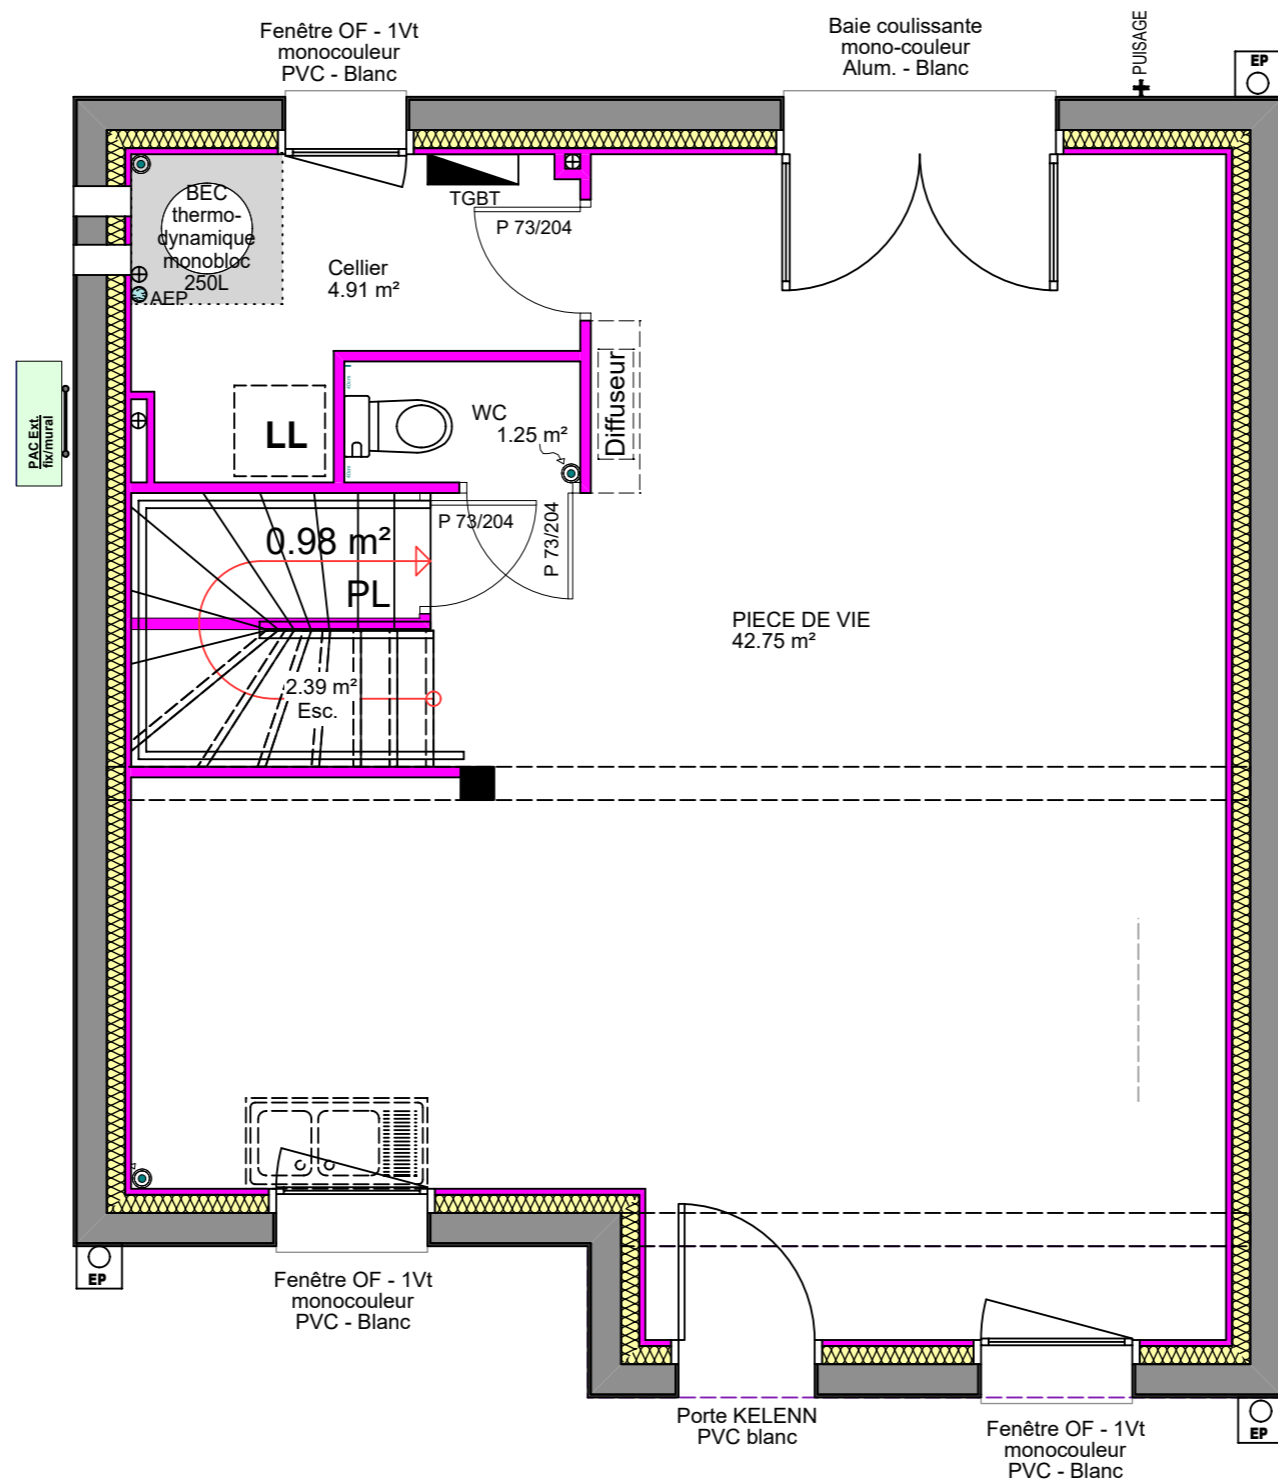 Fenêtre OF - 1Vt
monocouleur
PVC - Blanc
Baie coulissante
mono-couleur
Alum. - Blanc
PUISAGE
EP
BEC
thermo-
dynamique
monobloc
250L
AEP
TGBT
P 73/204
Cellier
4.91 m²
PAC Ext.
fix/mural
LL
WC
1.25 m²
Diffuseur
P 73/204
P 73/204
0.98 m²
PL
PIECE DE VIE
42.75 m²
2.39 m²
Esc.
EP
Fenêtre OF - 1Vt
monocouleur
PVC - Blanc
Porte KELENN
PVC blanc
Fenêtre OF - 1Vt
monocouleur
PVC - Blanc
EP